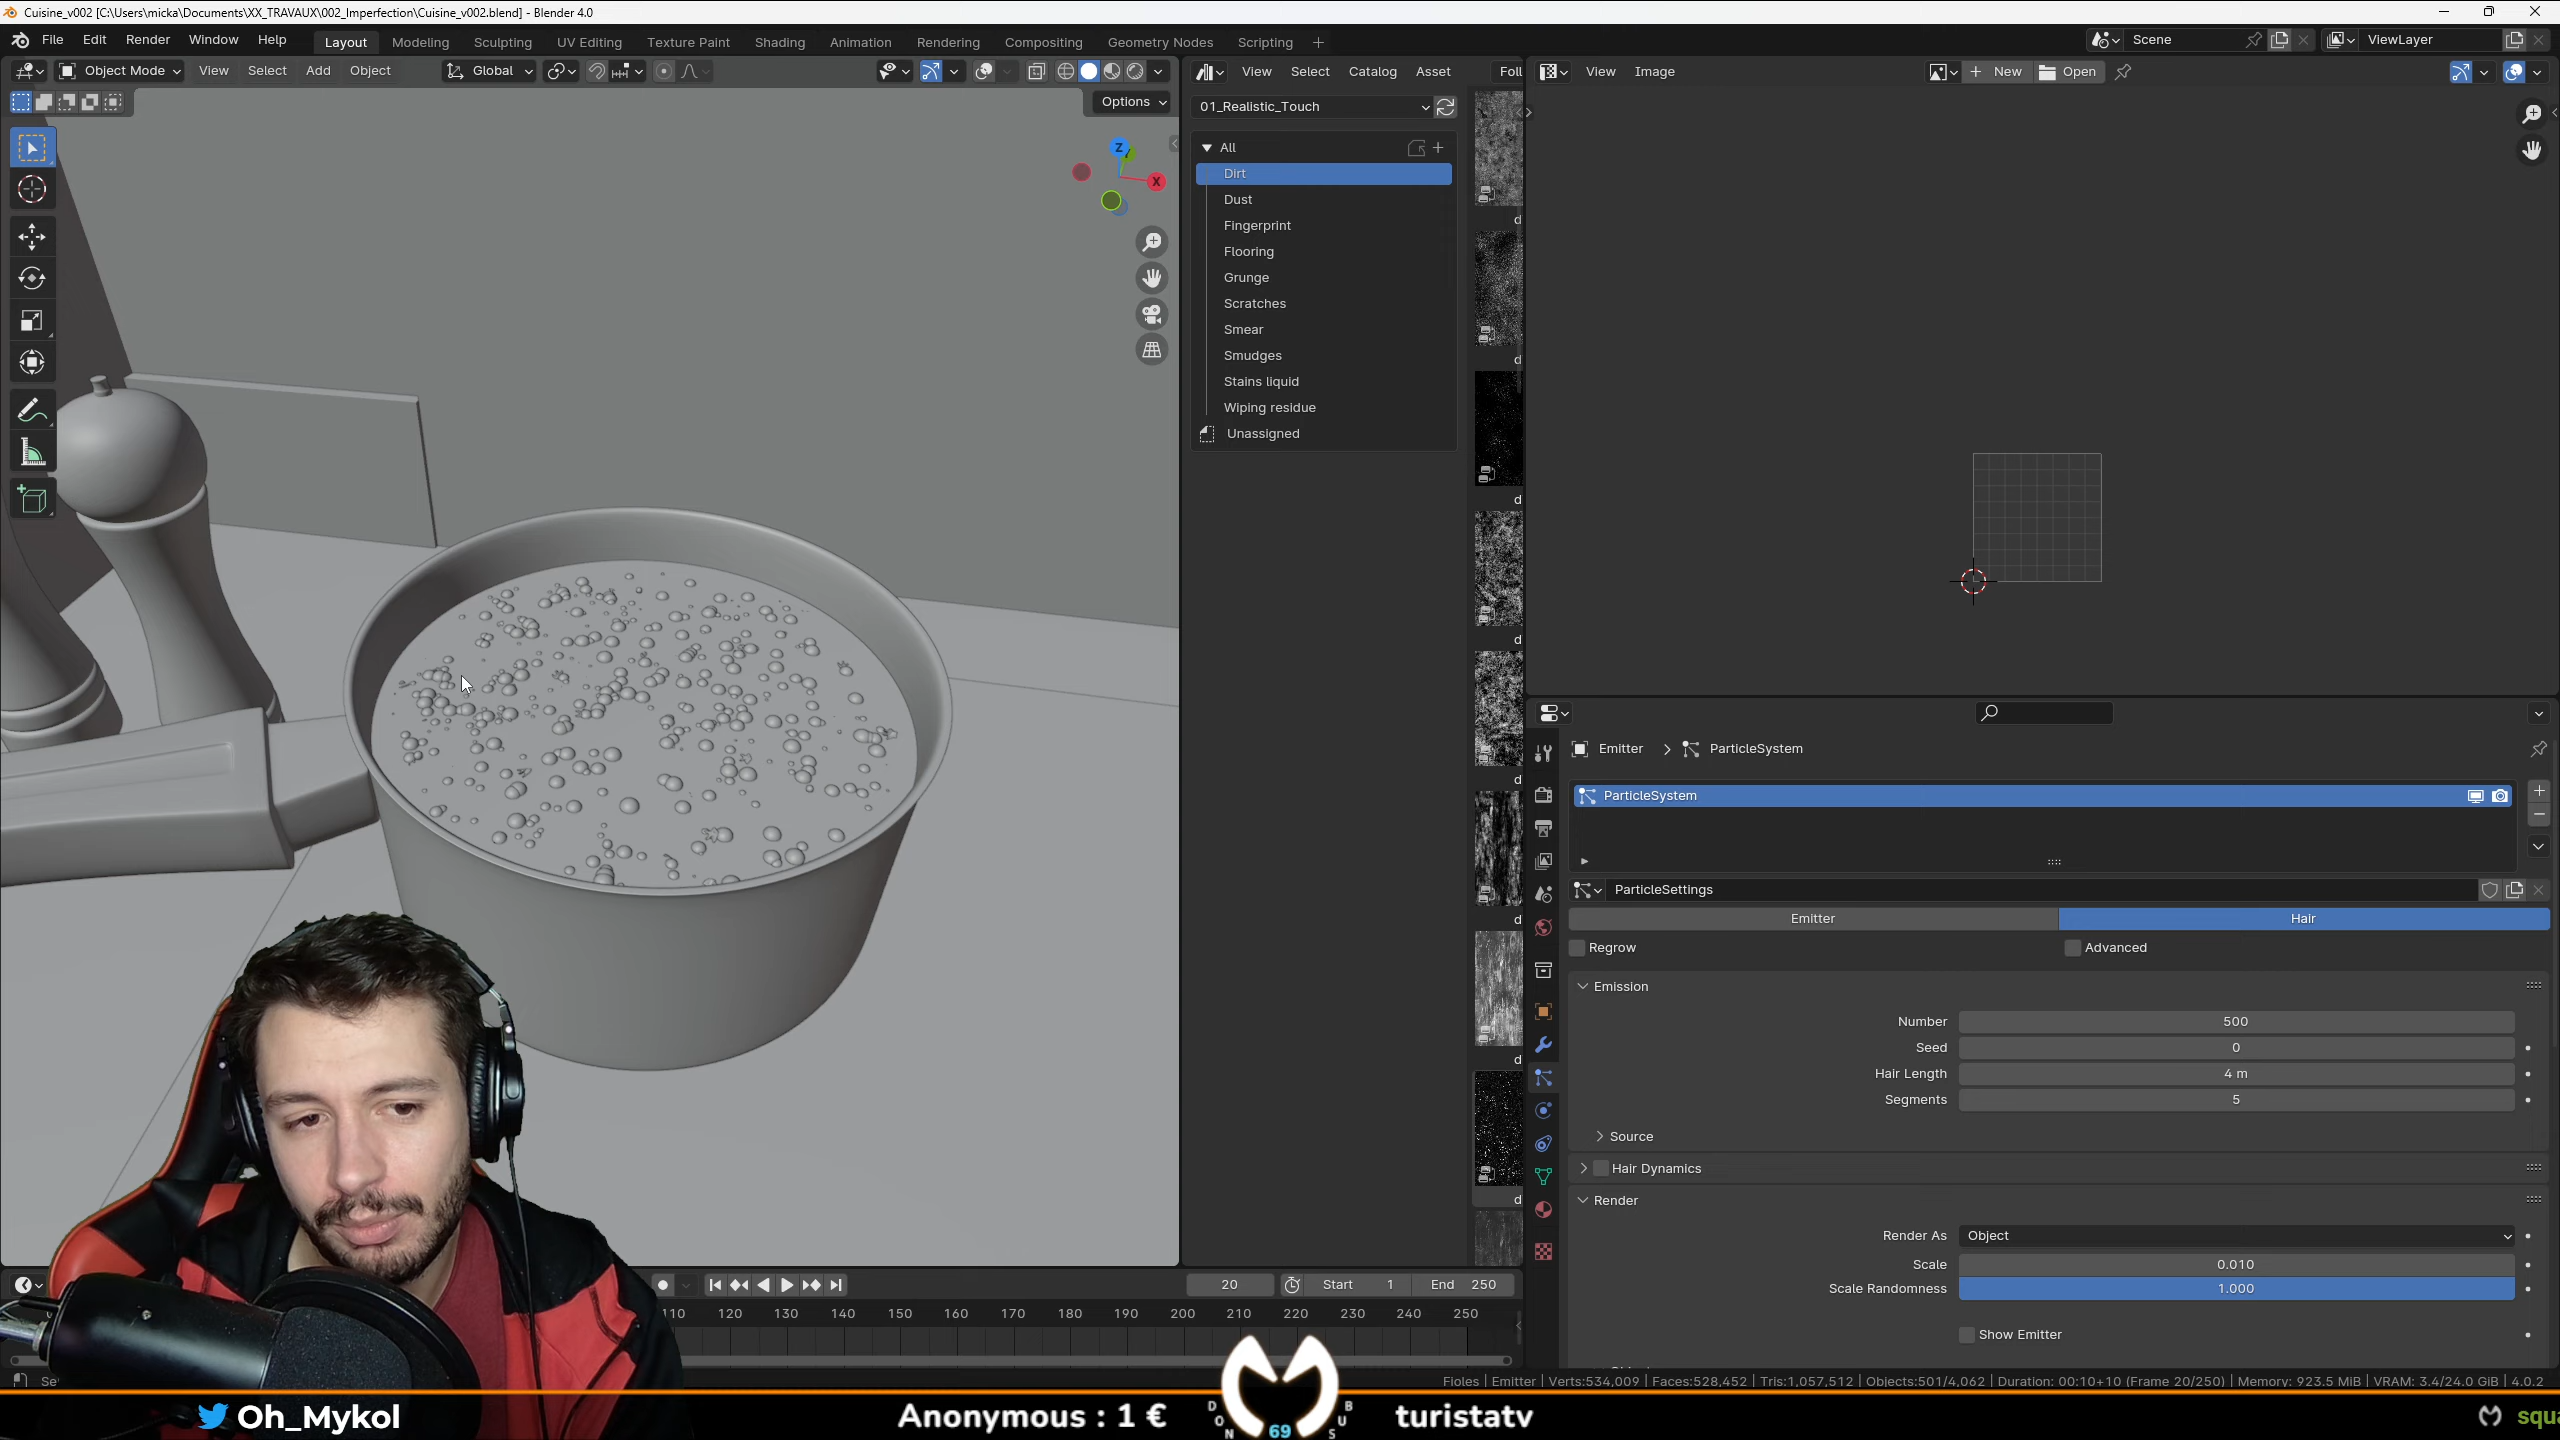 Cuisine_v002 [C:\Users\micka\Documents\XX_TRAVAUX\002_Imperfection\Cuisine_v002.blend] - Blender 4.0
File Edit Render Window Help Layout Modeling Sculpting UV Editing Texture Paint Shading Animation Rendering Compositing Geometry Nodes Scripting Scene ViewLayer
Object Mode View Select Add Object Global
View Select Catalog Asset Foll
View Image New Open
Options
01_Realistic_Touch
Z
X
All
Dirt
Dust
Fingerprint
Flooring
Grunge
Scratches
Smear
Smudges
Stains liquid
Wiping residue
Unassigned
d
d
d
d
d
d
d
d
Emitter > ParticleSystem
ParticleSystem
ParticleSettings
Emitter Hair
Regrow Advanced
Emission
Number 500
Seed 0
Hair Length 4 m
Segments 5
Source
Hair Dynamics
Render
Render As Object
Scale 0.010
Scale Randomness 1.000
Show Emitter
20 Start 1 End 250
110 120 130 140 150 160 170 180 190 200 210 220 230 240 250
Fioles | Emitter | Verts:534,009 | Faces:528,452 | Tris:1,057,512 | Objects:501/4,062 | Duration: 00:10+10 (Frame 20/250) | Memory: 923.5 MiB | VRAM: 3.4/24.0 GiB | 4.0.2
Oh_Mykol
Anonymous : 1 €
DON BUS
69
turistatv
squa